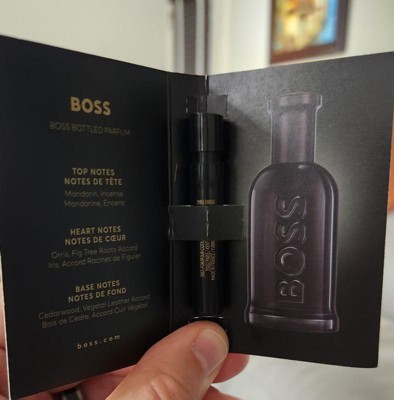 BOSS
BOSS BOTTLED PARFUM
TOP NOTES
NOTES DE TÊTE
Mandarin, Incense
Mandarine, Encens
HEART NOTES
NOTES DE CŒUR
Orris, Fig Tree Roots Accord
Iris, Accord Racines de Figuier
BASE NOTES
NOTES DE FOND
Cedarwood, Vegetal Leather Accord
Bois de Cèdre, Accord Cuir Végétal
boss.com
BOSS